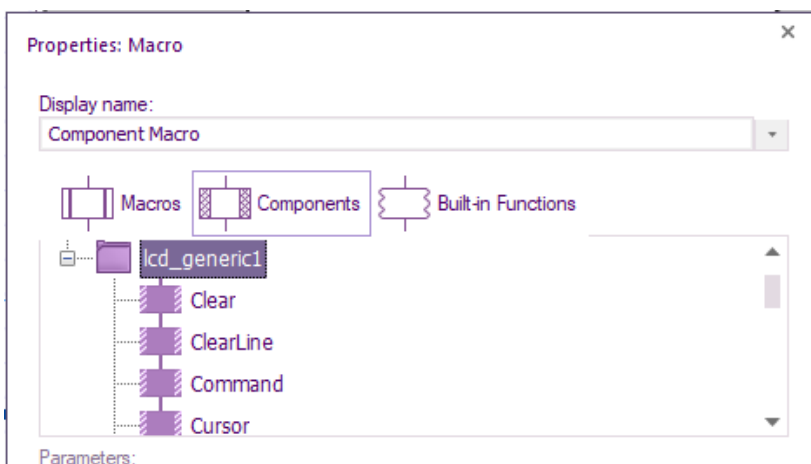 Properties: Macro
Display name:
Component Macro
Macros Components Built-in Functions
lcd_generic1
Clear
ClearLine
Command
Cursor
Parameters: